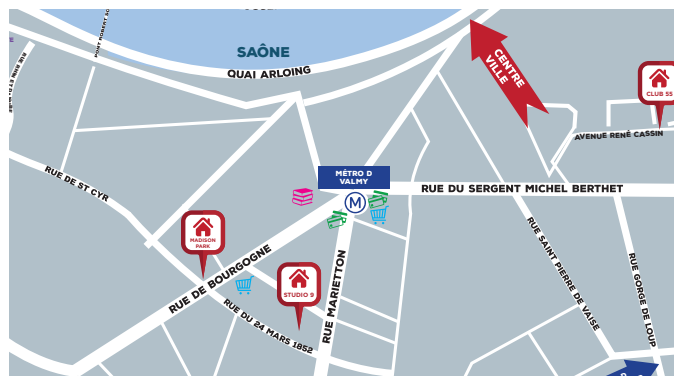 SAÔNE
QUAI ARLOING
CENTRE
VILLE
CLUB 55
AVENUE RENÉ CASSIN
MÉTRO D
VALMY
M
RUE DU SERGENT MICHEL BERTHET
RUE DE ST CYR
MADISON
PARK
RUE DE BOURGOGNE
STUDIO 9
RUE DU 24 MARS 1852
RUE MARIETTON
RUE SAINT PIERRE DE VAISE
RUE GORGE DE LOUP